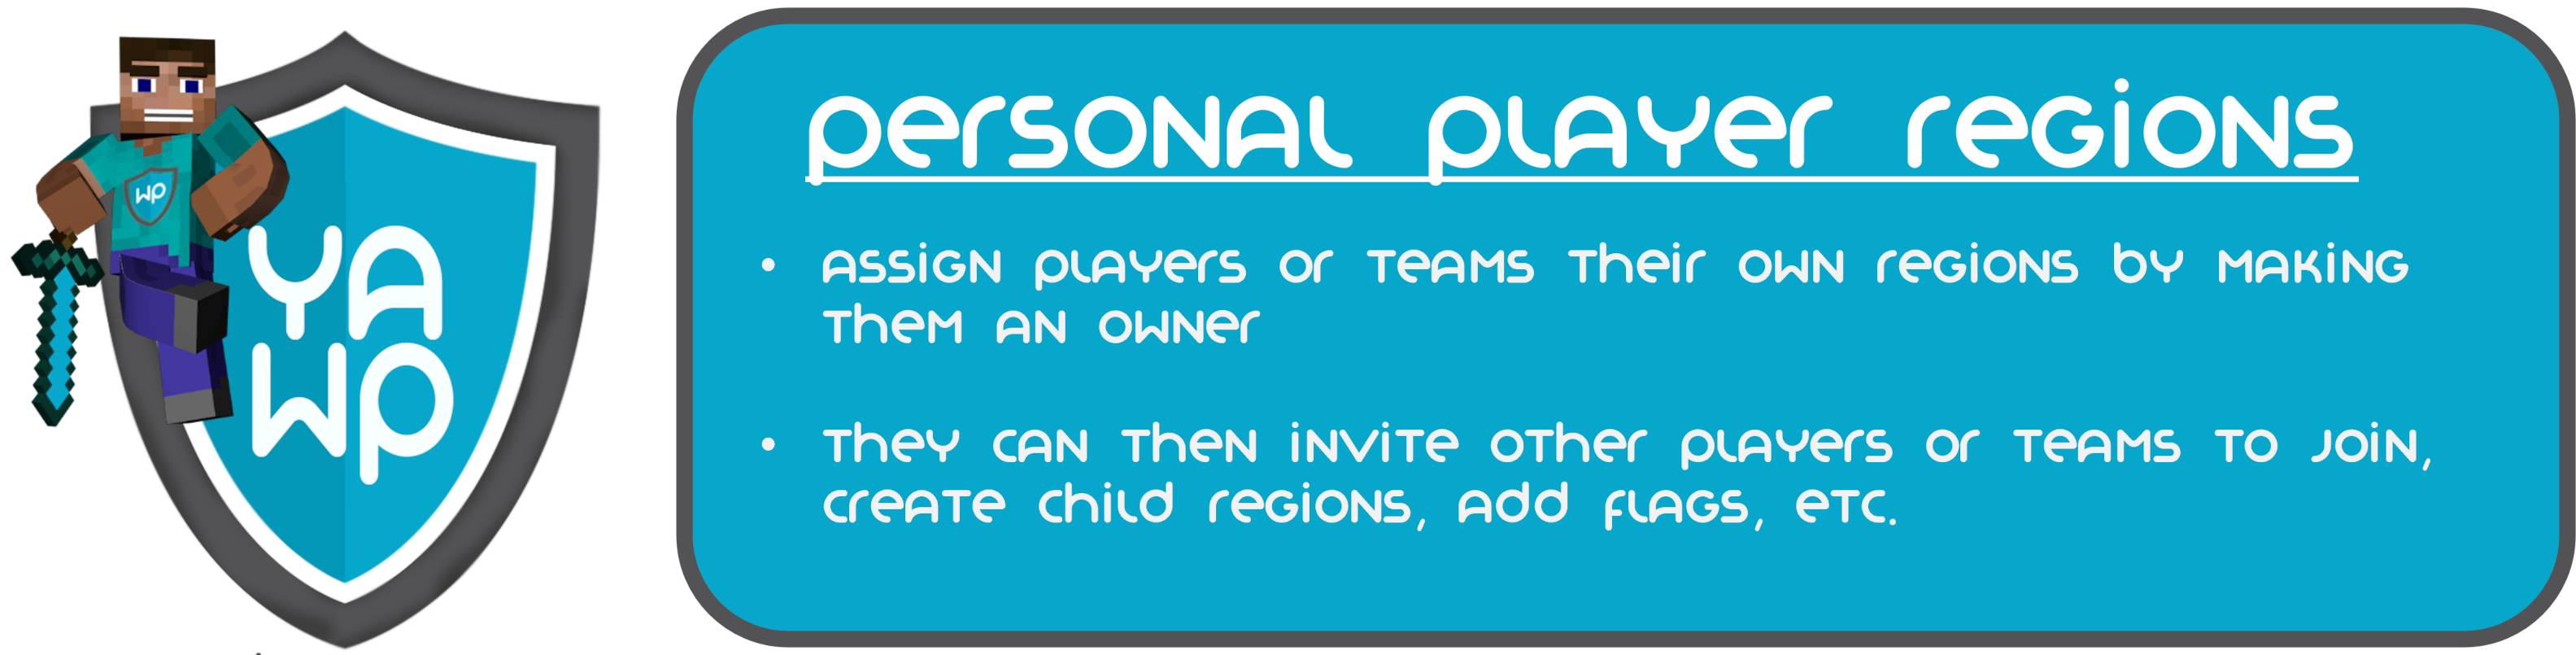 WP
YA
WP
Personal Player Regions
• Assign players or teams their own regions by making
them an owner
• They can then invite other players or teams to join,
create child regions, add flags, etc.